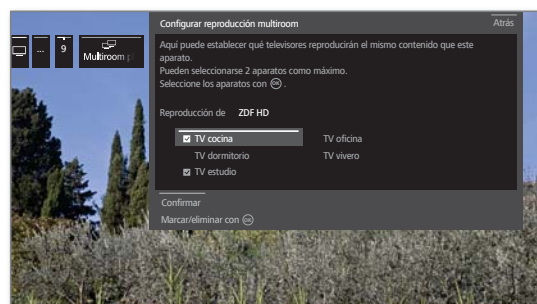 Configurar reproducción multiroom
Atrás
... 9 Multiroom p
Aquí puede establecer qué televisores reproducirán el mismo contenido que este
aparato.
Pueden seleccionarse 2 aparatos como máximo.
Seleccione los aparatos con OK .
Reproducción de ZDF HD
TV cocina TV oficina
TV dormitorio TV vivero
TV estudio
Confirmar
Marcar/eliminar con OK